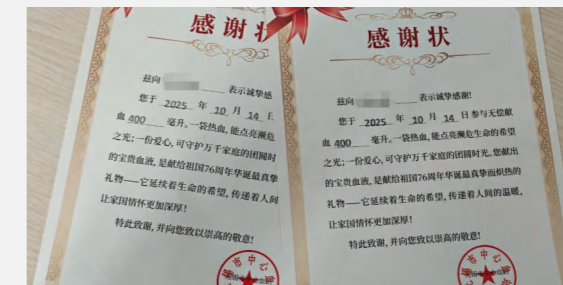 感谢状
兹向 表示诚挚感
您于 2025 年 10 月 14 日
血 400 毫升。一袋热血,能点亮濒危
之光;一份爱心,可守护万千家庭的团圆时
的宝贵血液,是献给祖国76周年华诞最真挚
礼物——它延续着生命的希望,传递着人间
让家国情怀更加深厚!
特此致谢,并向您致以崇高的敬意!
市中心血
感谢状
兹向 表示诚挚感谢!
您于 2025 年 10 月 14 日参与无偿献
血 400 毫升。一袋热血,能点亮濒危生命的希望
之光;一份爱心,可守护万千家庭的团圆时光。您献出
的宝贵血液,是献给祖国76周年华诞最真挚而炽热的
礼物——它延续着生命的希望,传递着人间的温暖,
让家国情怀更加深厚!
特此致谢,并向您致以崇高的敬意!
市中心血